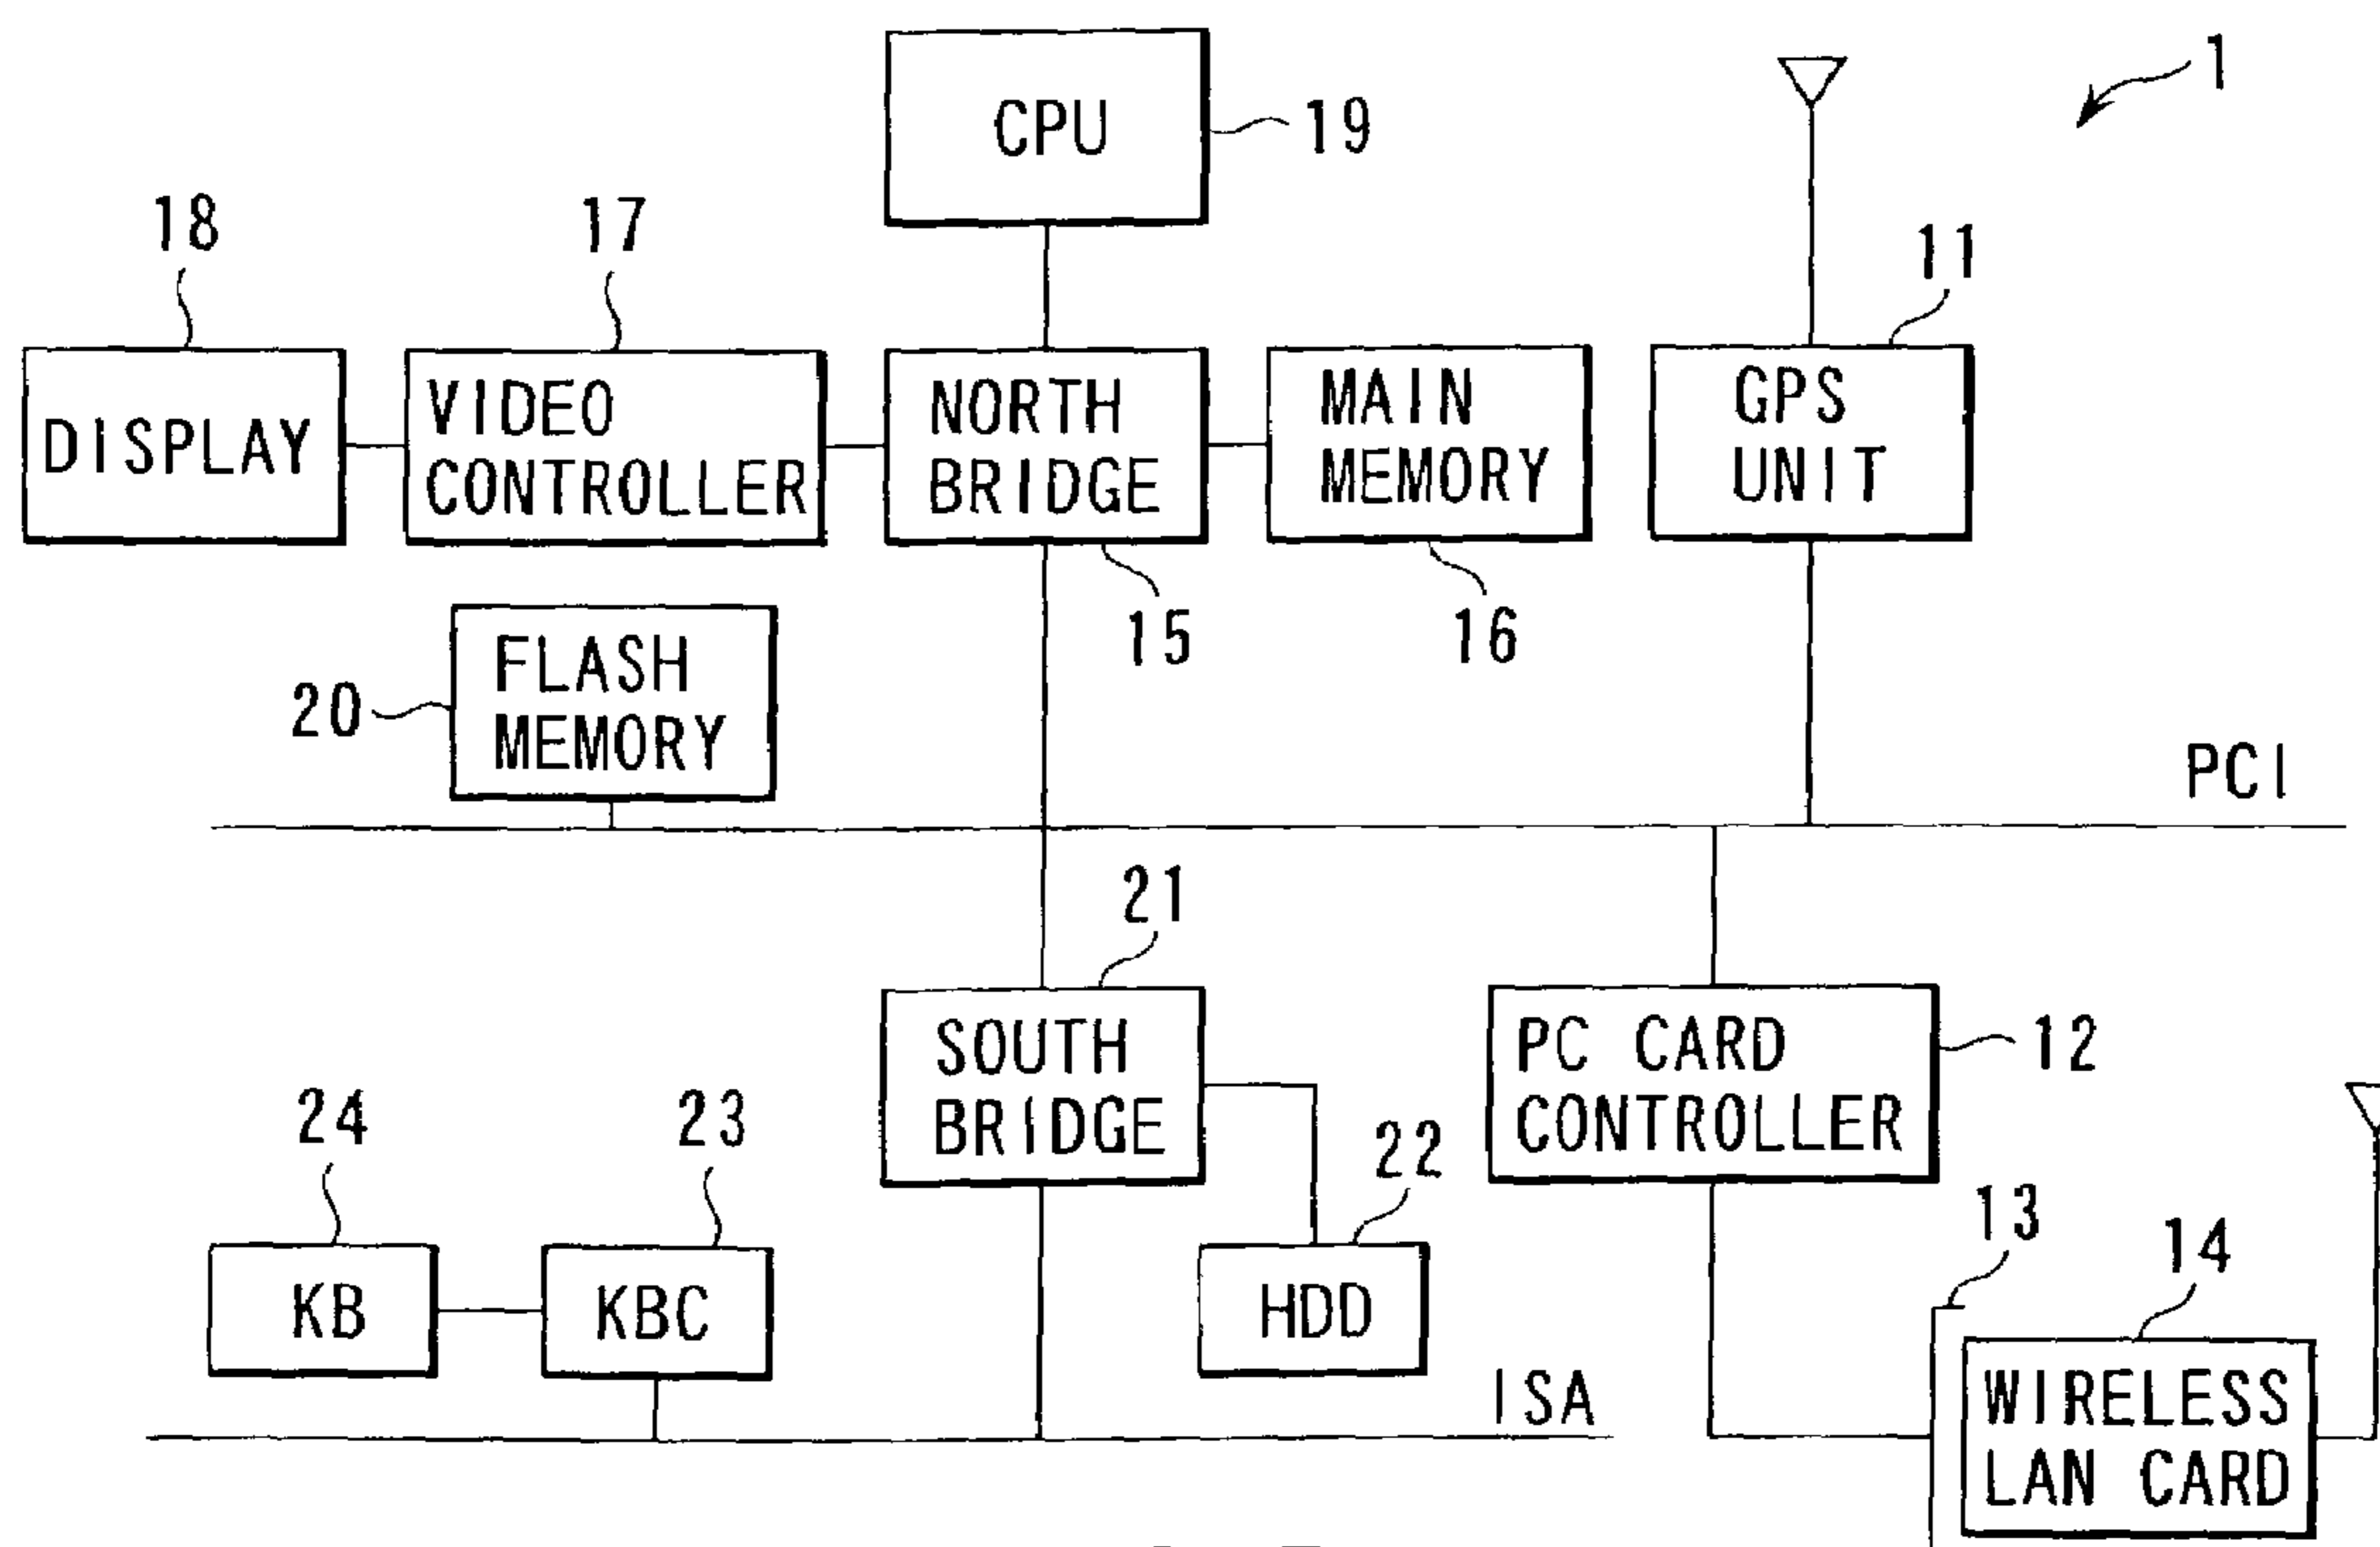 1
CPU
19
18
17
11
DISPLAY
VIDEO
CONTROLLER
NORTH
BRIDGE
MAIN
MEMORY
GPS
UNIT
15
16
FLASH
MEMORY
20
PCI
21
SOUTH
BRIDGE
PC CARD
CONTROLLER
12
24
23
22
13
14
KB
KBC
HDD
ISA
WIRELESS
LAN CARD